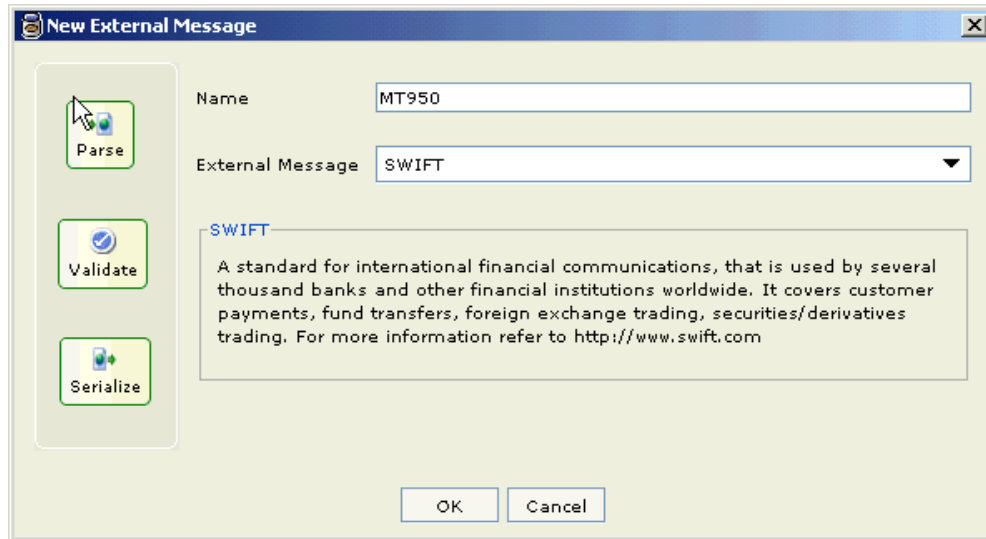 New External Message
Parse
Validate
Serialize
Name
MT950
External Message
SWIFT
SWIFT
A standard for international financial communications, that is used by several
thousand banks and other financial institutions worldwide. It covers customer
payments, fund transfers, foreign exchange trading, securities/derivatives
trading. For more information refer to http://www.swift.com
OK
Cancel